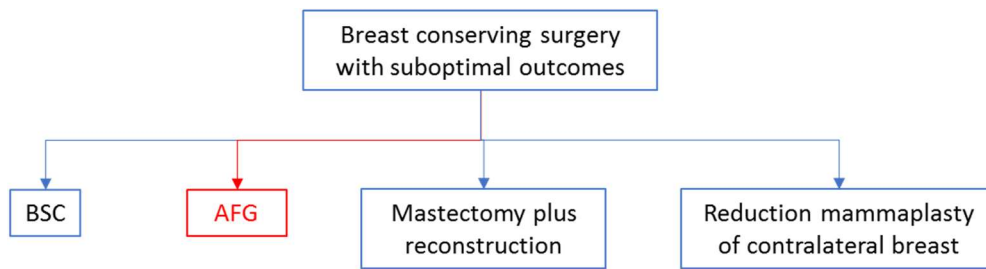 Breast conserving surgery
with suboptimal outcomes
BSC
AFG
Mastectomy plus
reconstruction
Reduction mammaplasty
of contralateral breast